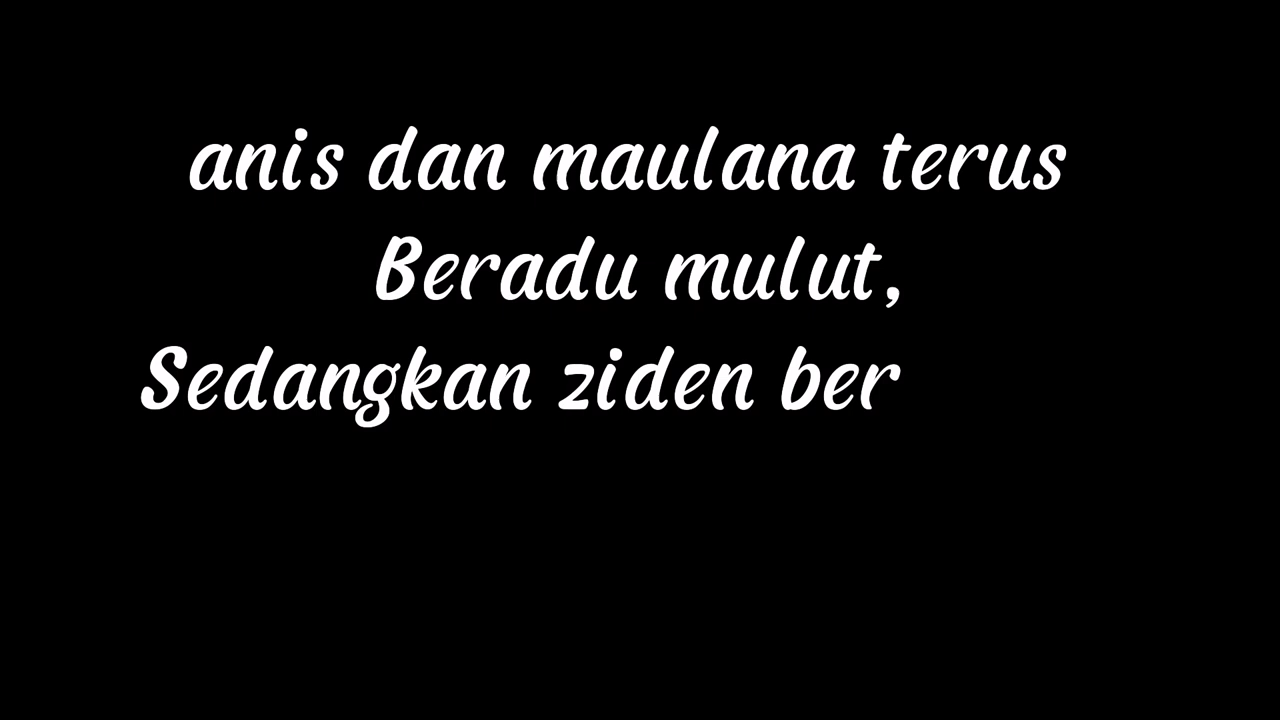 anis dan maulana terus
Beradu mulut,
Sedangkan ziden ber